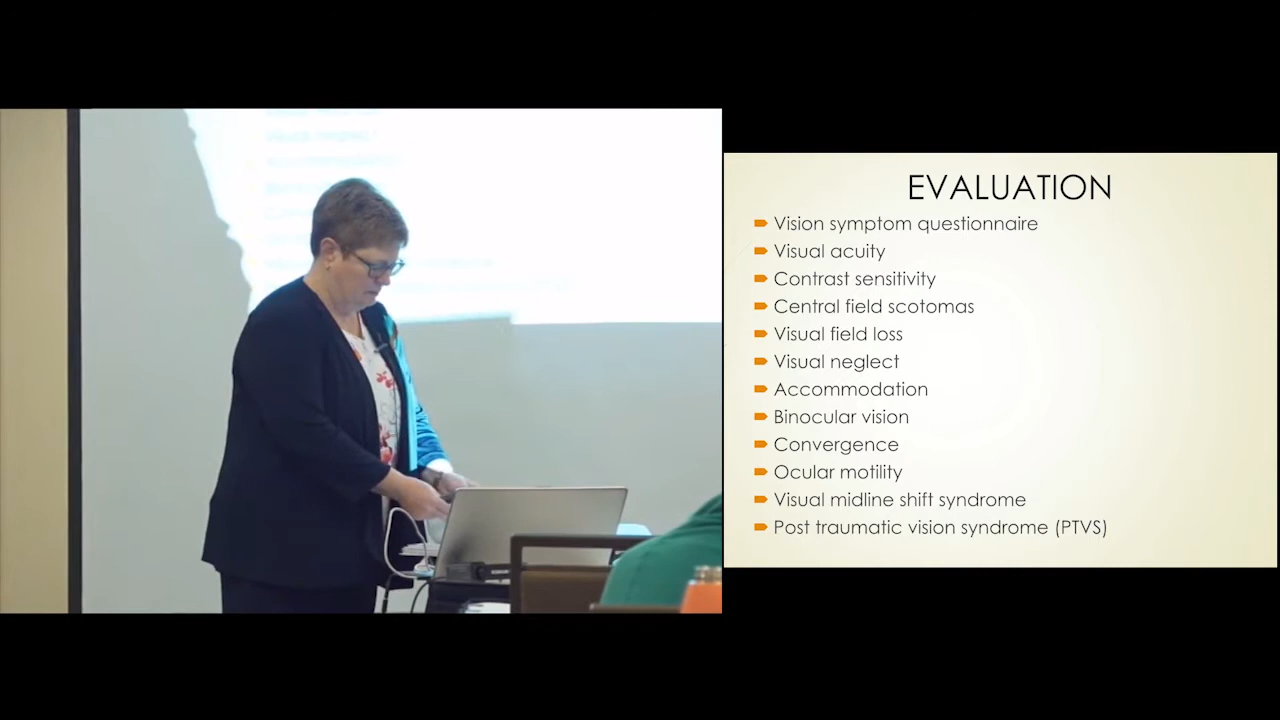 EVALUATION
Vision symptom questionnaire
Visual acuity
Contrast sensitivity
Central field scotomas
Visual field loss
Visual neglect
Accommodation
Binocular vision
Convergence
Ocular motility
Visual midline shift syndrome
Post traumatic vision syndrome (PTVS)